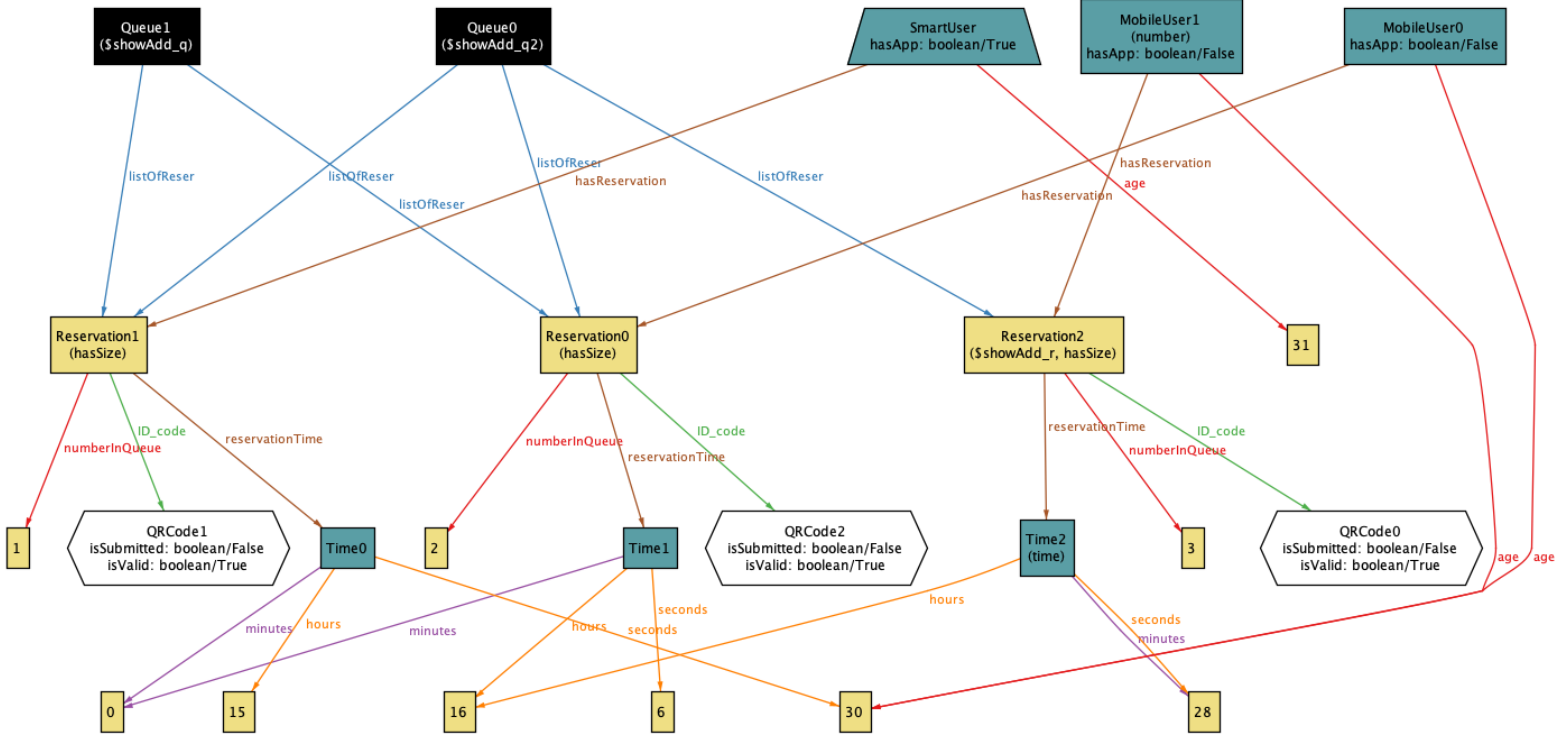 Queue1
($showAdd_q)
Queue0
($showAdd_q2)
SmartUser
hasApp: boolean/True
MobileUser1
(number)
hasApp: boolean/False
MobileUser0
hasApp: boolean/False
listOfReser
listOfReser
listOfReser
listOfReser
listOfReser
hasReservation
hasReservation
hasReservation
age
Reservation1
(hasSize)
Reservation0
(hasSize)
Reservation2
($showAdd_r, hasSize)
31
numberInQueue
ID_code
reservationTime
numberInQueue
ID_code
reservationTime
reservationTime
ID_code
numberInQueue
1
QRCode1
isSubmitted: boolean/False
isValid: boolean/True
Time0
2
Time1
QRCode2
isSubmitted: boolean/False
isValid: boolean/True
Time2
(time)
3
QRCode0
isSubmitted: boolean/False
isValid: boolean/True
age
age
minutes
hours
minutes
hours
seconds
seconds
hours
seconds
minutes
0
15
16
6
30
28